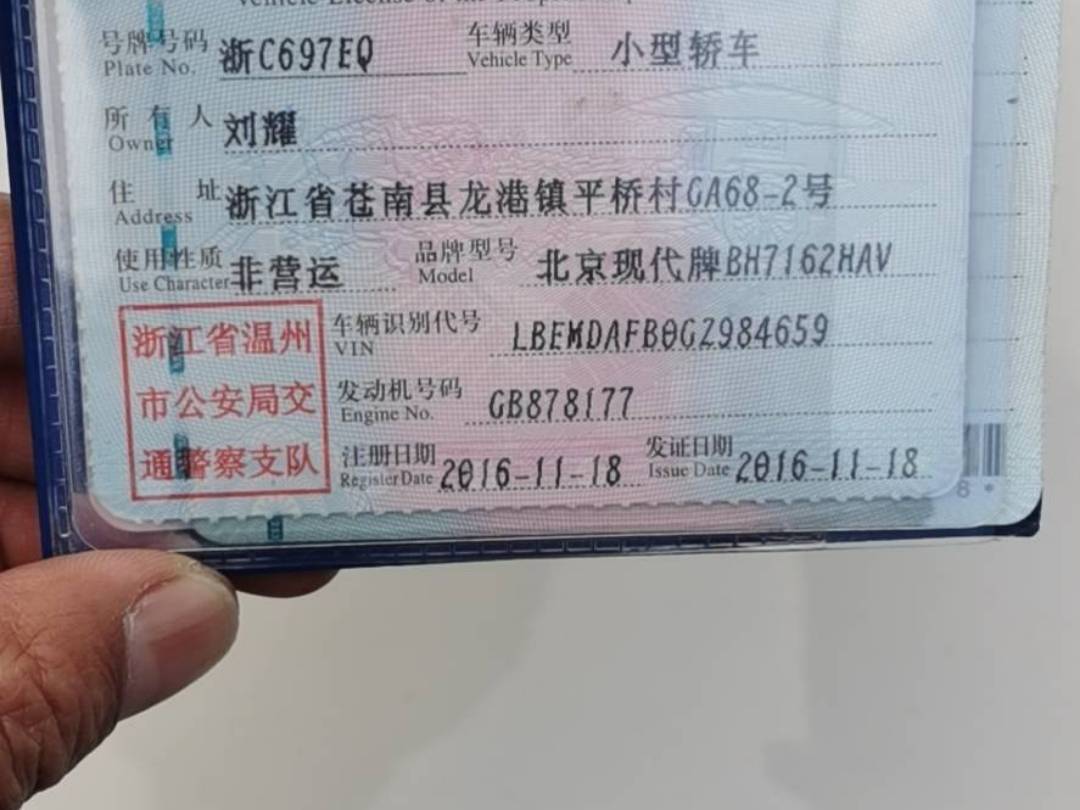 号牌号码 Plate No. 浙C697EQ 车辆类型 Vehicle Type 小型轿车
所有人 Owner 刘耀
住址 Address 浙江省苍南县龙港镇平桥村GA68-2号
使用性质 Use Character 非营运 品牌型号 Model 北京现代牌BH7162HAV
浙江省温州
市公安局交
通警察支队
车辆识别代号 VIN LBEMDAFB0GZ984659
发动机号码 Engine No. GB878177
注册日期 Register Date 2016-11-18 发证日期 Issue Date 2016-11-18
8 *